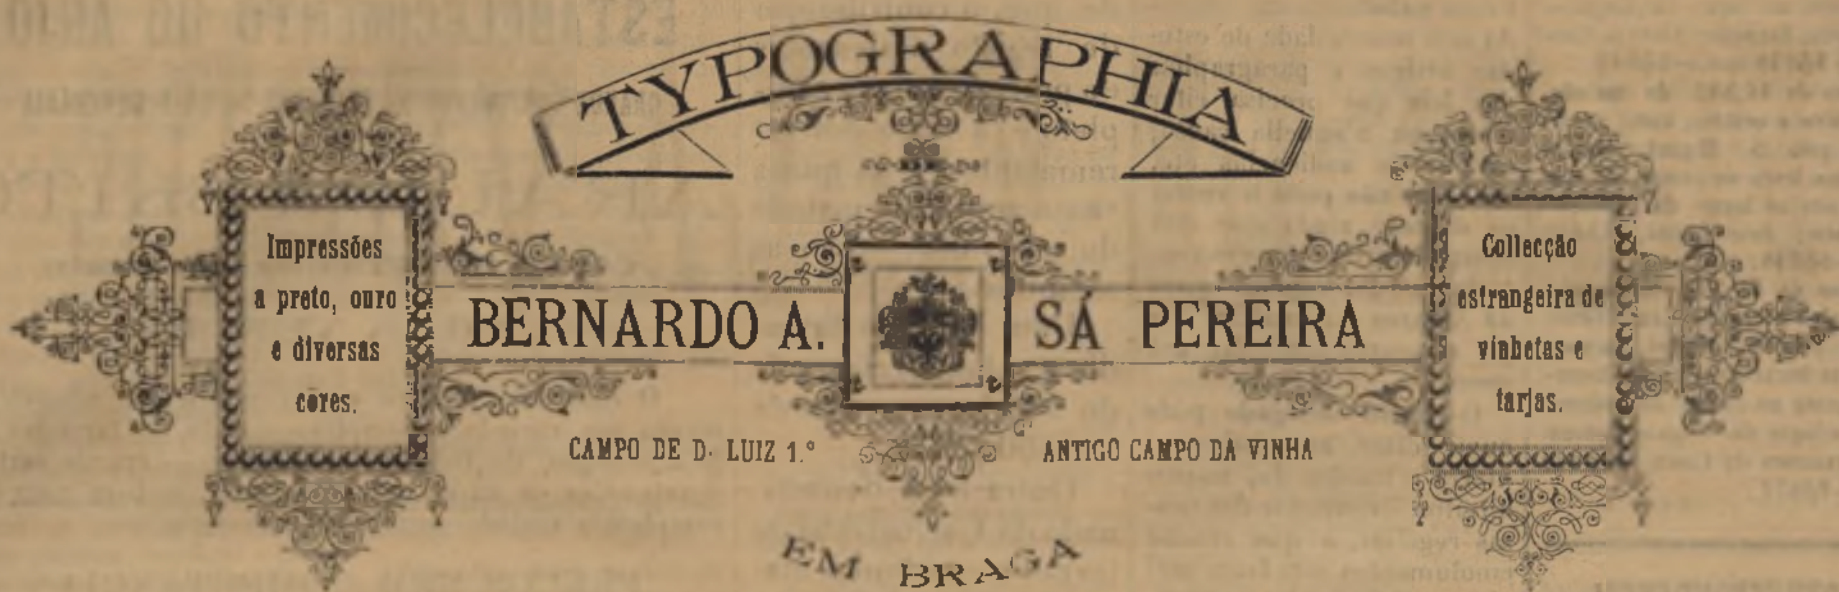 TYPOGRAPHIA
Impressões
a preto, ouro
e diversas
cores.
BERNARDO A. SÁ PEREIRA
Collecção
estrangeira de
vinhetas e
tarjas.
CAMPO DE D. LUIZ 1.º
ANTIGO CAMPO DA VINHA
EM BRAGA